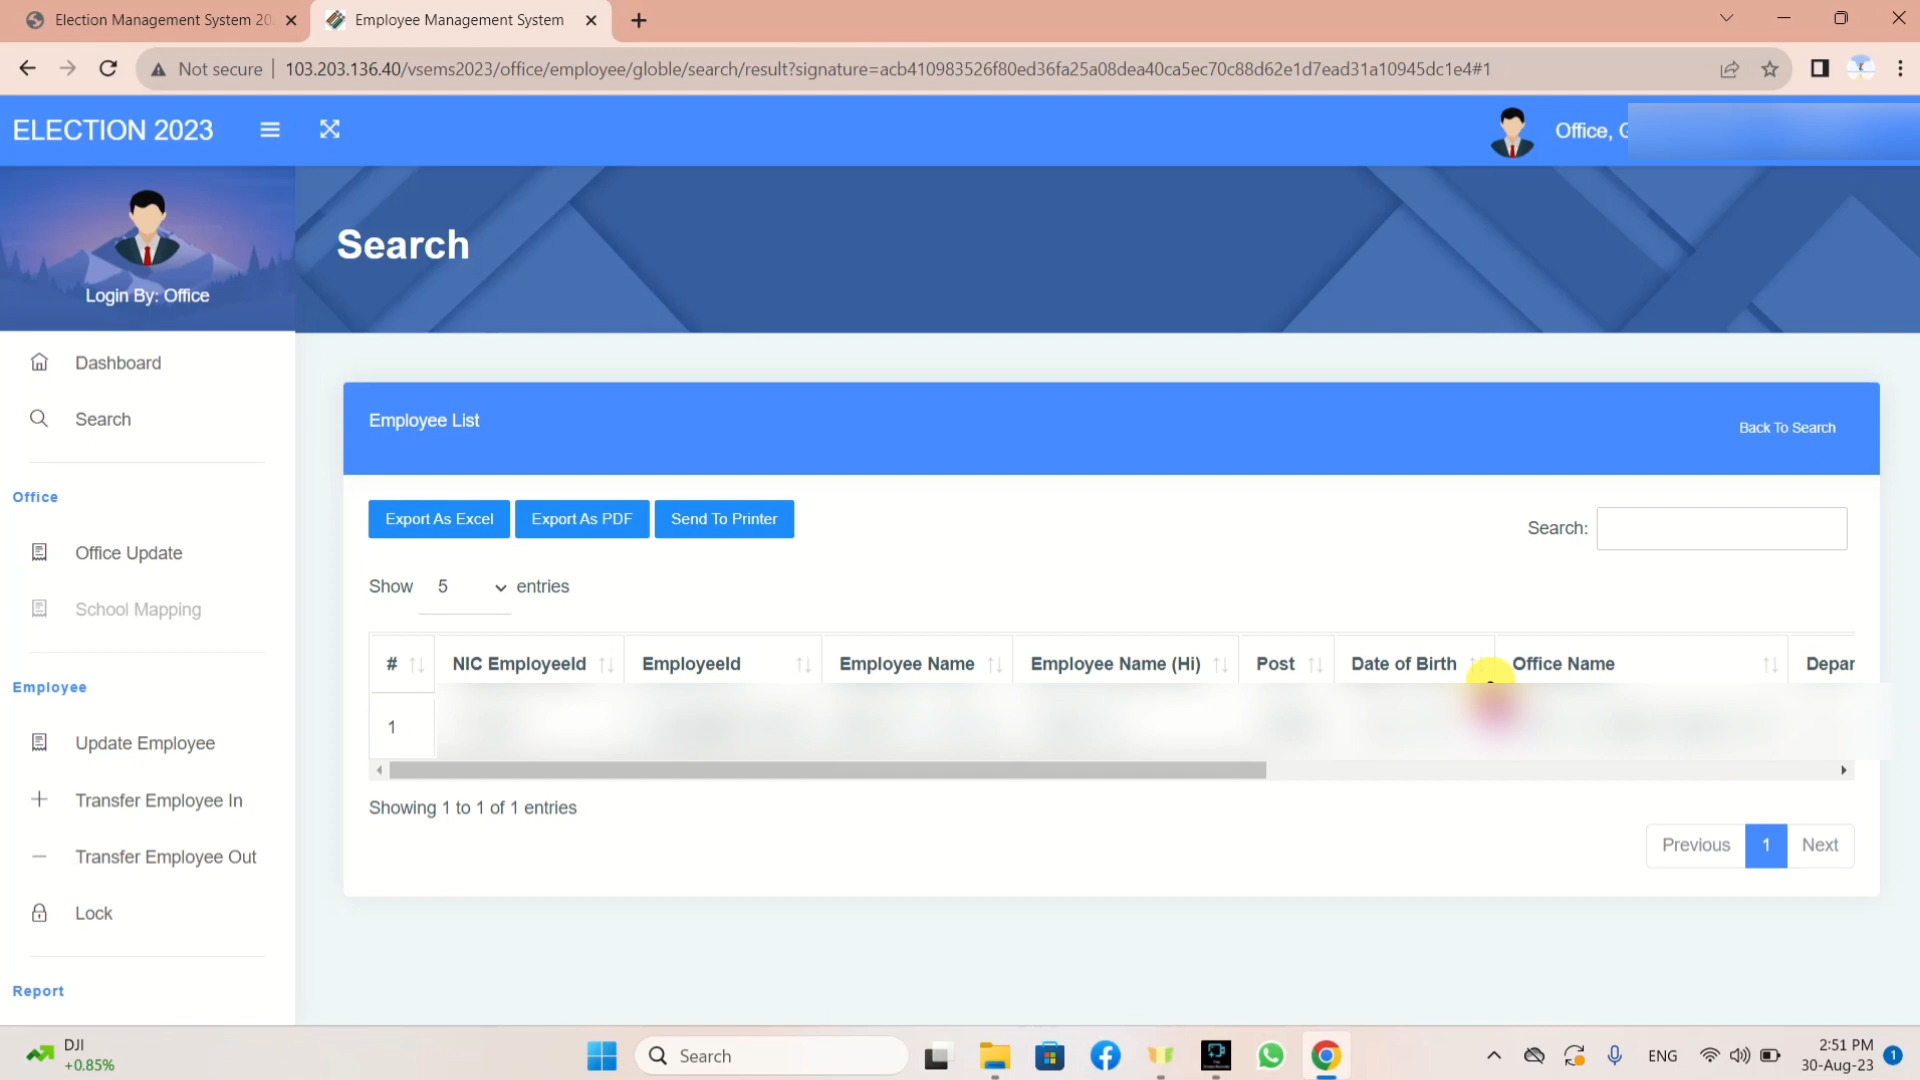 Election Management System 20
Employee Management System
Not secure
103.203.136.40/vsems2023/office/employee/globle/search/result?signature=acb410983526f80ed36fa25a08dea40ca5ec70c88d62e1d7ead31a10945dc1e4#1
ELECTION 2023
Office, G
Login By: Office
Search
Dashboard
Search
Office
Office Update
School Mapping
Employee
Update Employee
Transfer Employee In
Transfer Employee Out
Lock
Report
Employee List
Back To Search
Export As Excel
Export As PDF
Send To Printer
Search:
Show 5 entries
# NIC EmployeeId EmployeeId Employee Name Employee Name (Hi) Post Date of Birth Office Name Depar
1
Showing 1 to 1 of 1 entries
Previous 1 Next
DJI
+0.85%
Search
ENG
2:51 PM
30-Aug-23
1